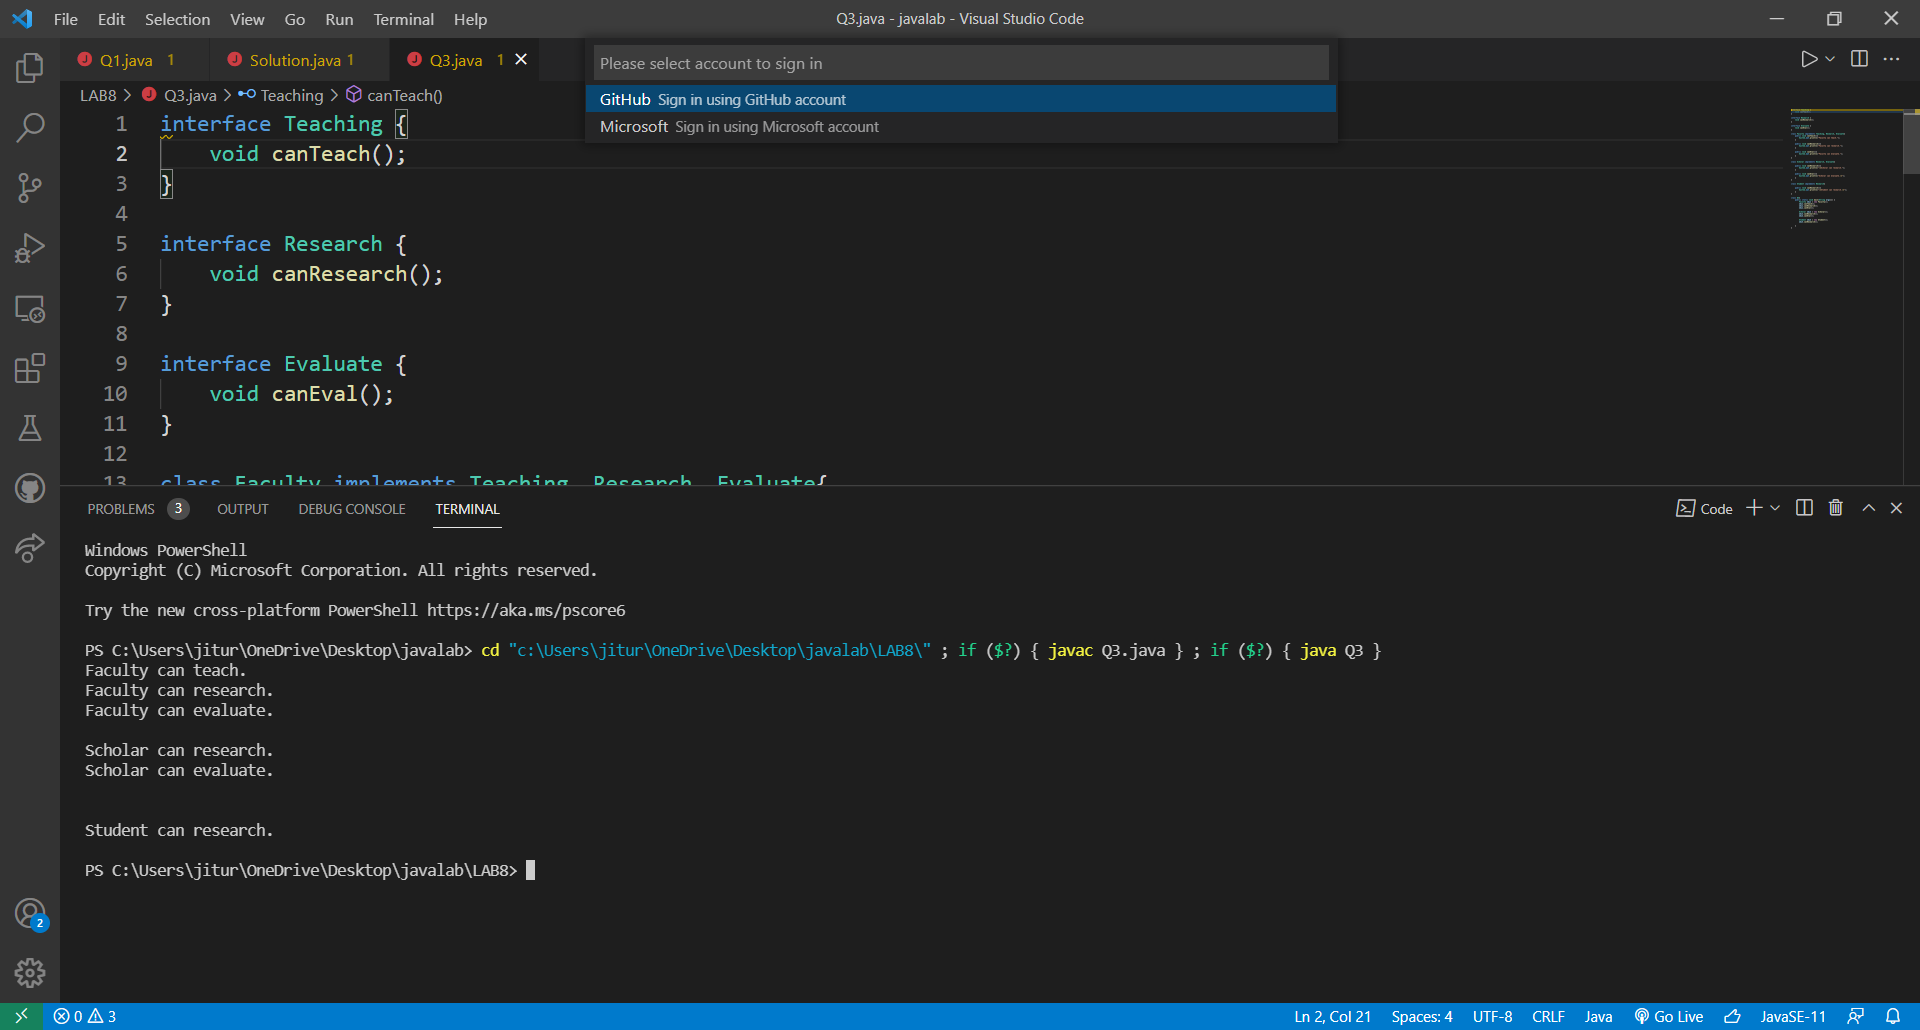 File Edit Selection View Go Run Terminal Help
Q3.java - javalab - Visual Studio Code
Q1.java 1
Solution.java 1
Q3.java 1
Please select account to sign in
GitHub Sign in using GitHub account
Microsoft Sign in using Microsoft account
LAB8 > Q3.java > Teaching > canTeach()
1 interface Teaching {
2 void canTeach();
3 }
4
5 interface Research {
6 void canResearch();
7 }
8
9 interface Evaluate {
10 void canEval();
11 }
12
13 class Faculty implements Teaching, Research, Evaluate{
PROBLEMS 3 OUTPUT DEBUG CONSOLE TERMINAL
Code
Windows PowerShell
Copyright (C) Microsoft Corporation. All rights reserved.
Try the new cross-platform PowerShell https://aka.ms/pscore6
PS C:\Users\jitur\OneDrive\Desktop\javalab> cd "c:\Users\jitur\OneDrive\Desktop\javalab\LAB8\" ; if ($?) { javac Q3.java } ; if ($?) { java Q3 }
Faculty can teach.
Faculty can research.
Faculty can evaluate.
Scholar can research.
Scholar can evaluate.
Student can research.
PS C:\Users\jitur\OneDrive\Desktop\javalab\LAB8>
2
0 3
Ln 2, Col 21 Spaces: 4 UTF-8 CRLF Java Go Live JavaSE-11